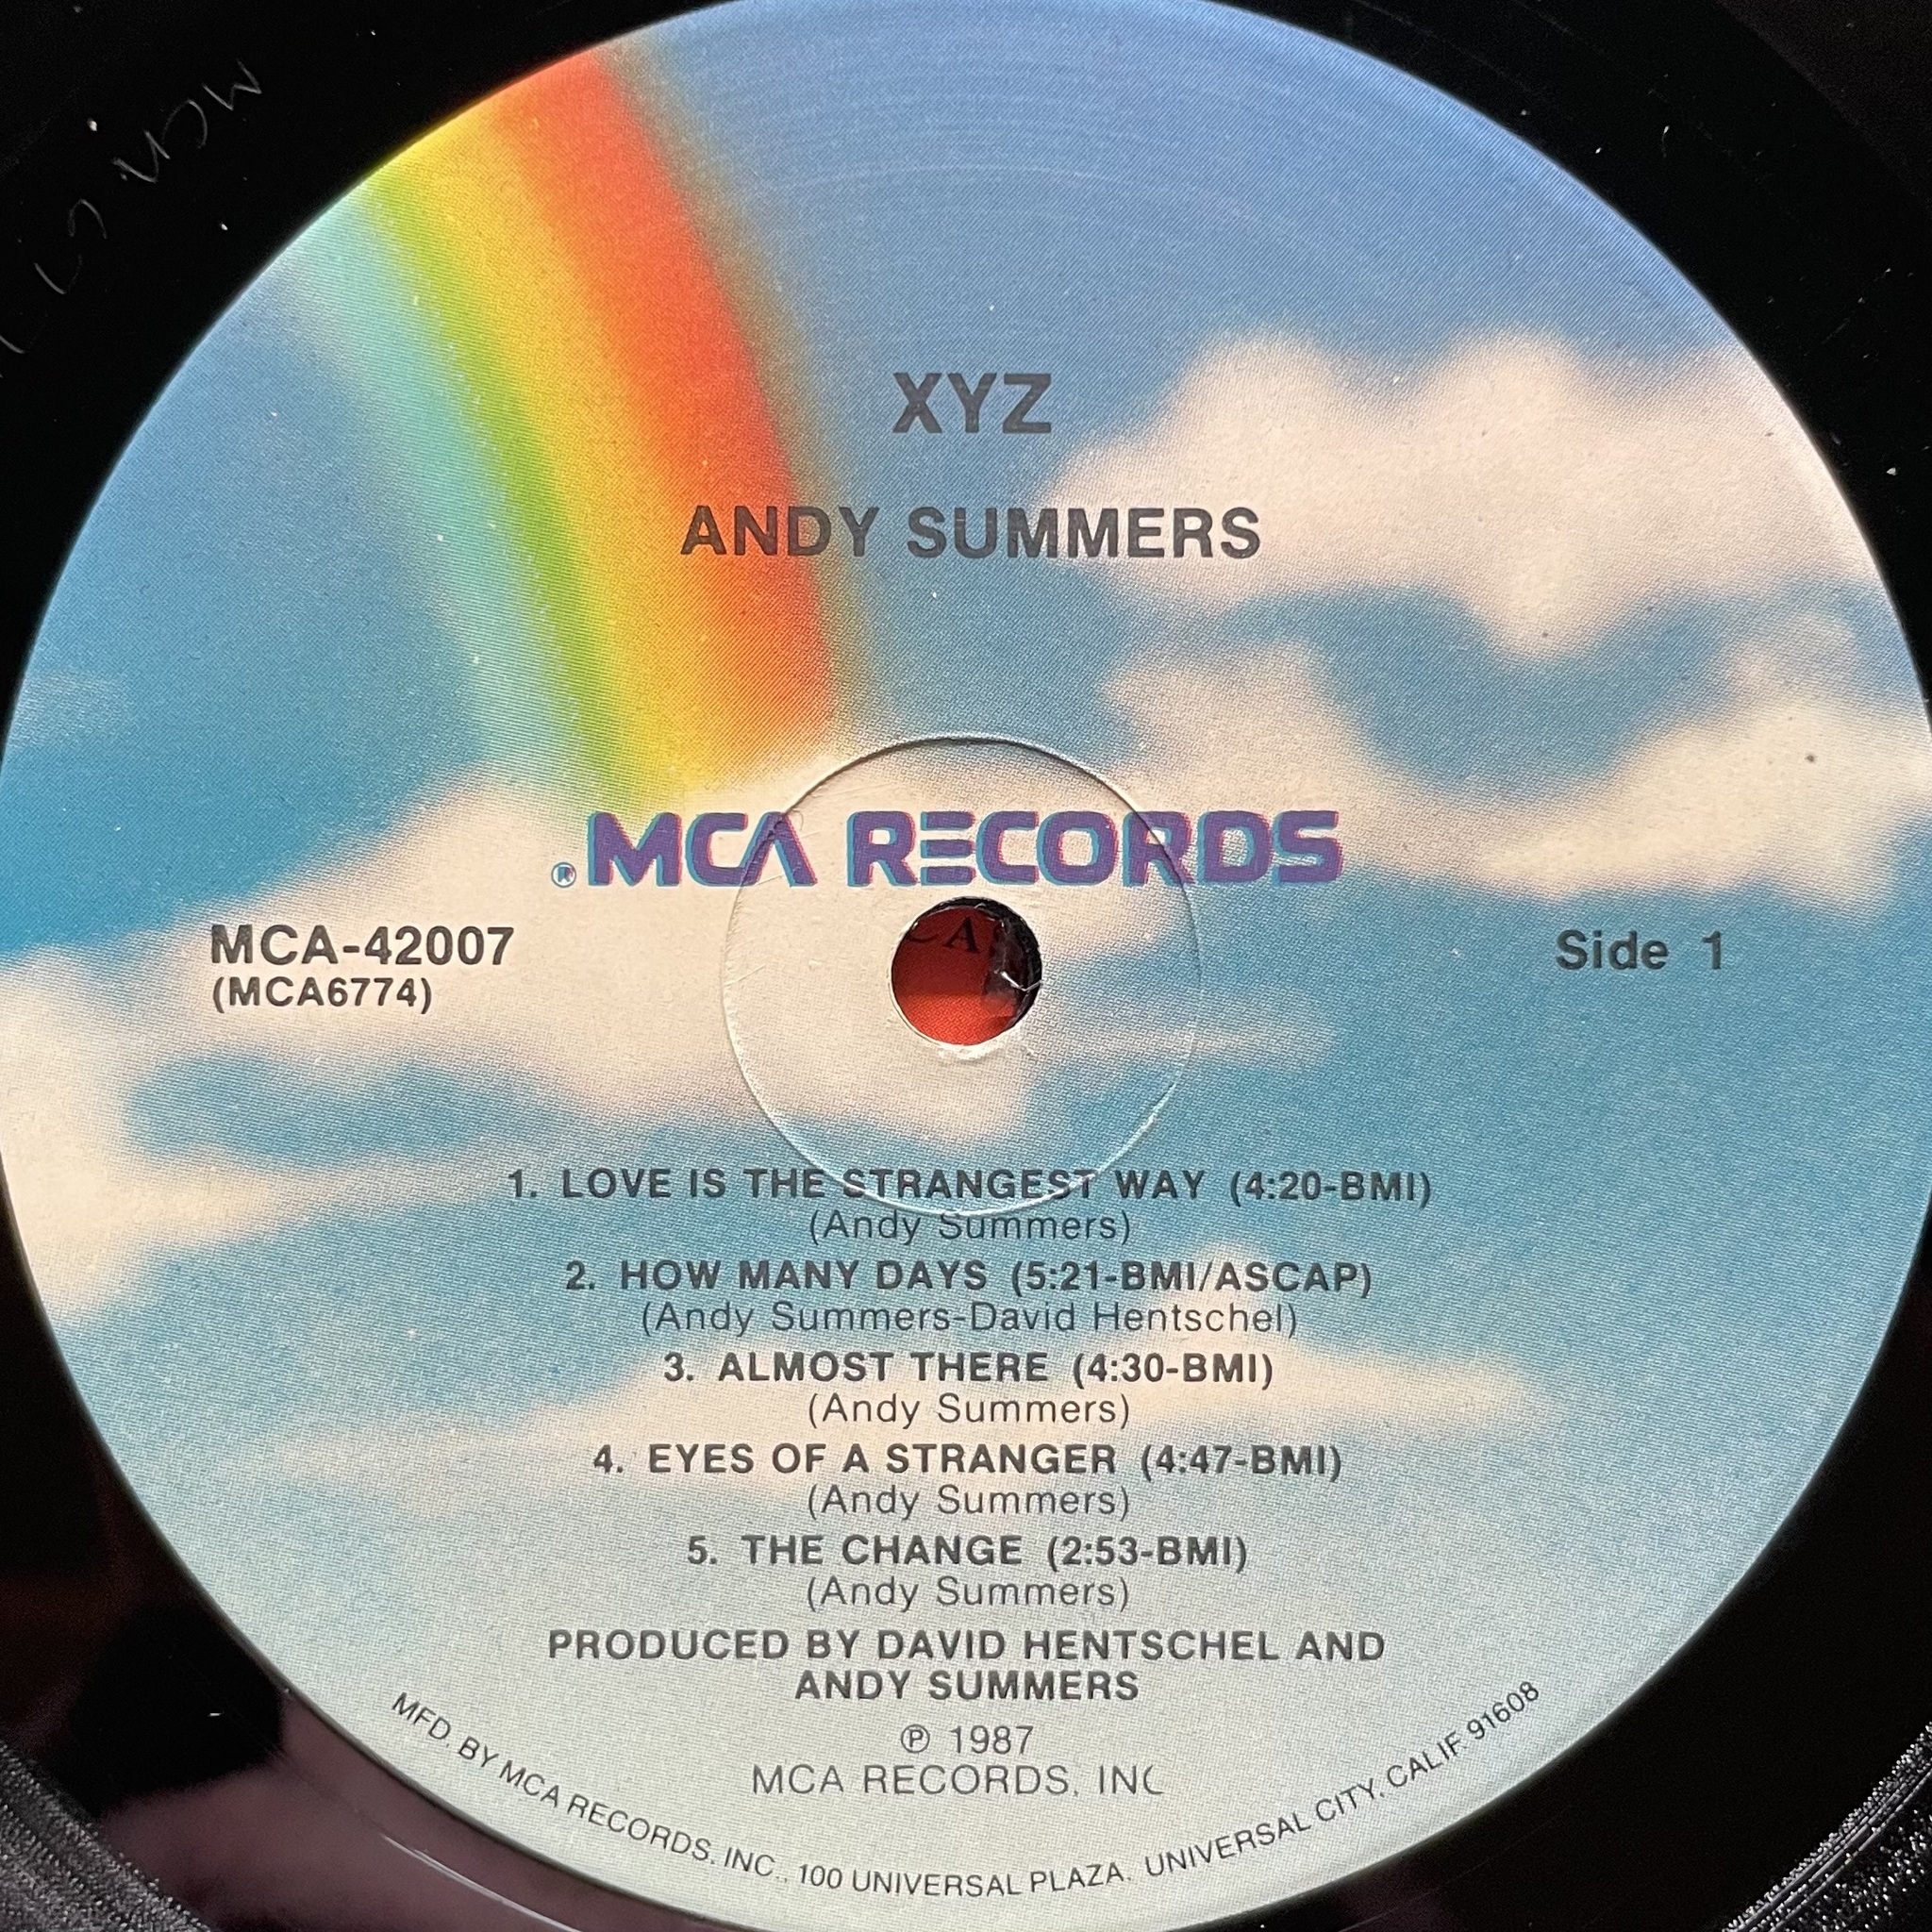 XYZ
ANDY SUMMERS
® MCA RECORDS
MCA-42007
(MCA6774)
Side 1
1. LOVE IS THE STRANGEST WAY (4:20-BMI)
(Andy Summers)
2. HOW MANY DAYS (5:21-BMI/ASCAP)
(Andy Summers-David Hentschel)
3. ALMOST THERE (4:30-BMI)
(Andy Summers)
4. EYES OF A STRANGER (4:47-BMI)
(Andy Summers)
5. THE CHANGE (2:53-BMI)
(Andy Summers)
PRODUCED BY DAVID HENTSCHEL AND
ANDY SUMMERS
℗ 1987
MCA RECORDS, INC
MFD. BY MCA RECORDS, INC., 100 UNIVERSAL PLAZA, UNIVERSAL CITY, CALIF. 91608